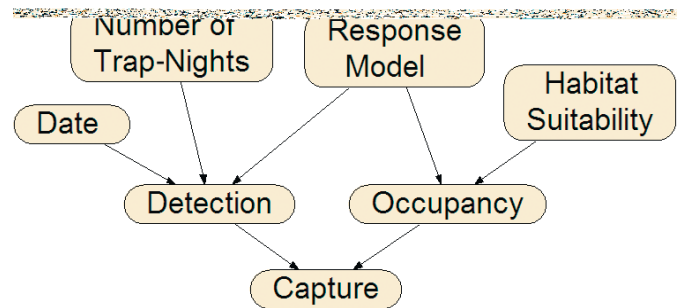 Number of
Trap-Nights
Response
Model
Habitat
Suitability
Date
Detection
Occupancy
Capture